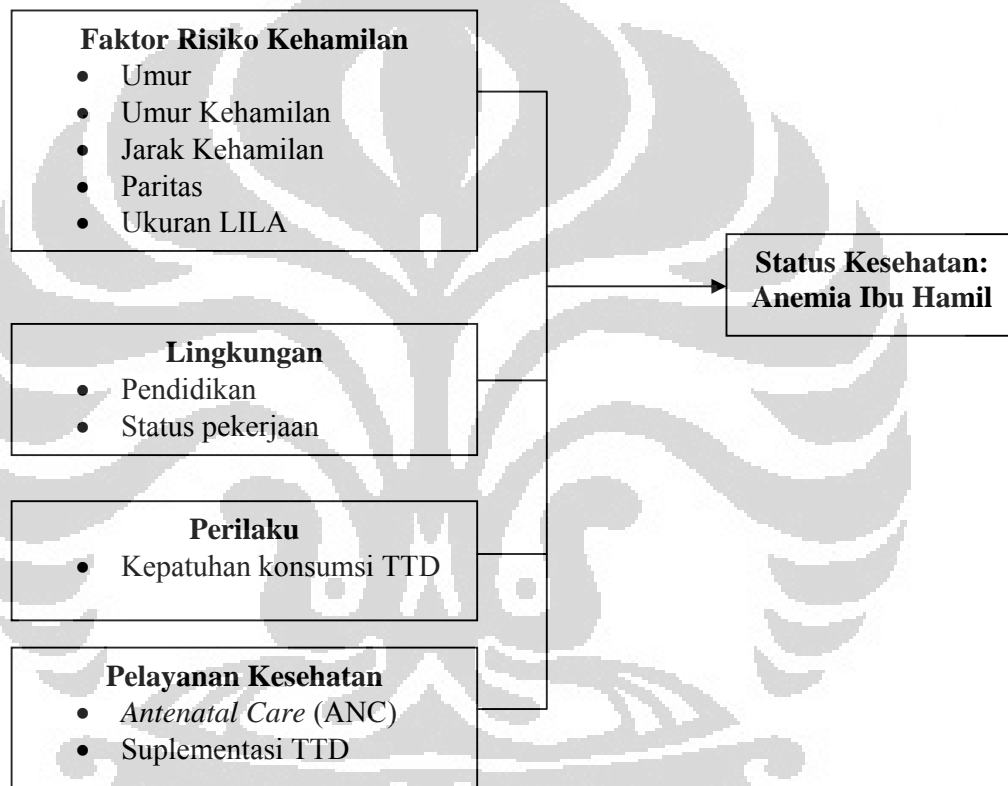 Faktor Risiko Kehamilan
• Umur
• Umur Kehamilan
• Jarak Kehamilan
• Paritas
• Ukuran LILA
Status Kesehatan:
Anemia Ibu Hamil
Lingkungan
• Pendidikan
• Status pekerjaan
Perilaku
• Kepatuhan konsumsi TTD
Pelayanan Kesehatan
• Antenatal Care (ANC)
• Suplementasi TTD